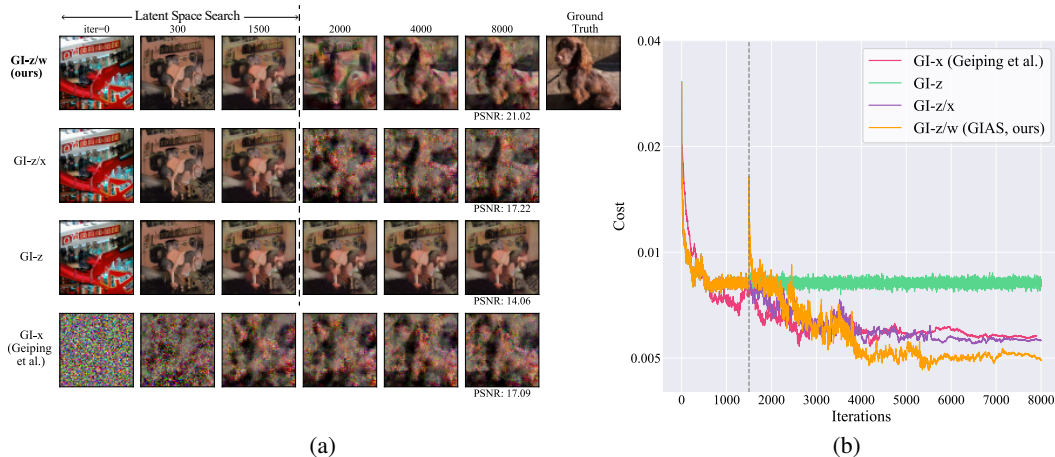 Latent Space Search
iter=0 300 1500 2000 4000 8000 Ground Truth
GI-z/w
(ours)
PSNR: 21.02
GI-z/x
PSNR: 17.22
GI-z
PSNR: 14.06
GI-x
(Geiping
et al.)
PSNR: 17.09
(a)
0.04
0.02
0.01
0.005
Cost
GI-x (Geiping et al.)
GI-z
GI-z/x
GI-z/w (GIAS, ours)
0 1000 2000 3000 4000 5000 6000 7000 8000
Iterations
(b)